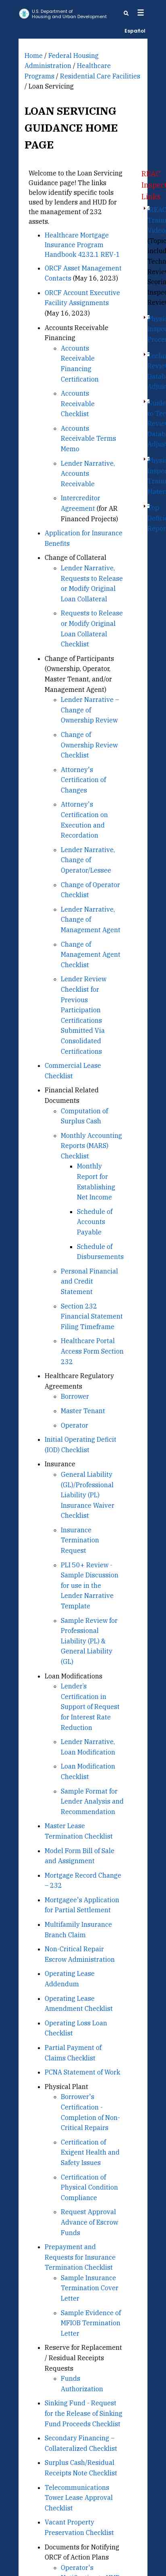 U.S. Department of
Housing and Urban Development
Español
Home / Federal Housing
Administration / Healthcare
Programs / Residential Care Facilities
/ Loan Servicing
LOAN SERVICING
GUIDANCE HOME
PAGE
Welcome to the Loan Servicing
Guidance page! The links
below identify specific tools
used by lenders and HUD for
the management of 232
assets.
Healthcare Mortgage
Insurance Program
Handbook 4232.1 REV-1
ORCF Asset Management
Contacts (May 16, 2023)
ORCF Account Executive
Facility Assignments
(May 16, 2023)
Accounts Receivable
Financing
Accounts
Receivable
Financing
Certification
Accounts
Receivable
Checklist
Accounts
Receivable Terms
Memo
Lender Narrative,
Accounts
Receivable
Intercreditor
Agreement (for AR
Financed Projects)
Application for Insurance
Benefits
Change of Collateral
Lender Narrative,
Requests to Release
or Modify Original
Loan Collateral
Requests to Release
or Modify Original
Loan Collateral
Checklist
Change of Participants
(Ownership, Operator,
Master Tenant, and/or
Management Agent)
Lender Narrative –
Change of
Ownership Review
Change of
Ownership Review
Checklist
Attorney's
Certification of
Changes
Attorney's
Certification on
Execution and
Recordation
Lender Narrative,
Change of
Operator/Lessee
Change of Operator
Checklist
Lender Narrative,
Change of
Management Agent
Change of
Management Agent
Checklist
Lender Review
Checklist for
Previous
Participation
Certifications
Submitted Via
Consolidated
Certifications
Commercial Lease
Checklist
Financial Related
Documents
Computation of
Surplus Cash
Monthly Accounting
Reports (MARS)
Checklist
Monthly
Report for
Establishing
Net Income
Schedule of
Accounts
Payable
Schedule of
Disbursements
Personal Financial
and Credit
Statement
Section 232
Financial Statement
Filing Timeframe
Healthcare Portal
Access Form Section
232
Healthcare Regulatory
Agreements
Borrower
Master Tenant
Operator
Initial Operating Deficit
(IOD) Checklist
Insurance
General Liability
(GL)/Professional
Liability (PL)
Insurance Waiver
Checklist
Insurance
Termination
Request
PLI 50+ Review -
Sample Discussion
for use in the
Lender Narrative
Template
Sample Review for
Professional
Liability (PL) &
General Liability
(GL)
Loan Modifications
Lender's
Certification in
Support of Request
for Interest Rate
Reduction
Lender Narrative,
Loan Modification
Loan Modification
Checklist
Sample Format for
Lender Analysis and
Recommendation
Master Lease
Termination Checklist
Model Form Bill of Sale
and Assignment
Mortgage Record Change
– 232
Mortgagee's Application
for Partial Settlement
Multifamily Insurance
Branch Claim
Non-Critical Repair
Escrow Administration
Operating Lease
Addendum
Operating Lease
Amendment Checklist
Operating Loss Loan
Checklist
Partial Payment of
Claims Checklist
PCNA Statement of Work
Physical Plant
Borrower's
Certification -
Completion of Non-
Critical Repairs
Certification of
Exigent Health and
Safety Issues
Certification of
Physical Condition
Compliance
Request Approval
Advance of Escrow
Funds
Prepayment and
Requests for Insurance
Termination Checklist
Sample Insurance
Termination Cover
Letter
Sample Evidence of
MFIOB Termination
Letter
Reserve for Replacement
/ Residual Receipts
Requests
Funds
Authorization
Sinking Fund - Request
for the Release of Sinking
Fund Proceeds Checklist
Secondary Financing –
Collateralized Checklist
Surplus Cash/Residual
Receipts Note Checklist
Telecommunications
Tower Lease Approval
Checklist
Vacant Property
Preservation Checklist
Documents for Notifying
ORCF of Action Plans
Operator's